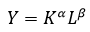 Y = K^α L^β